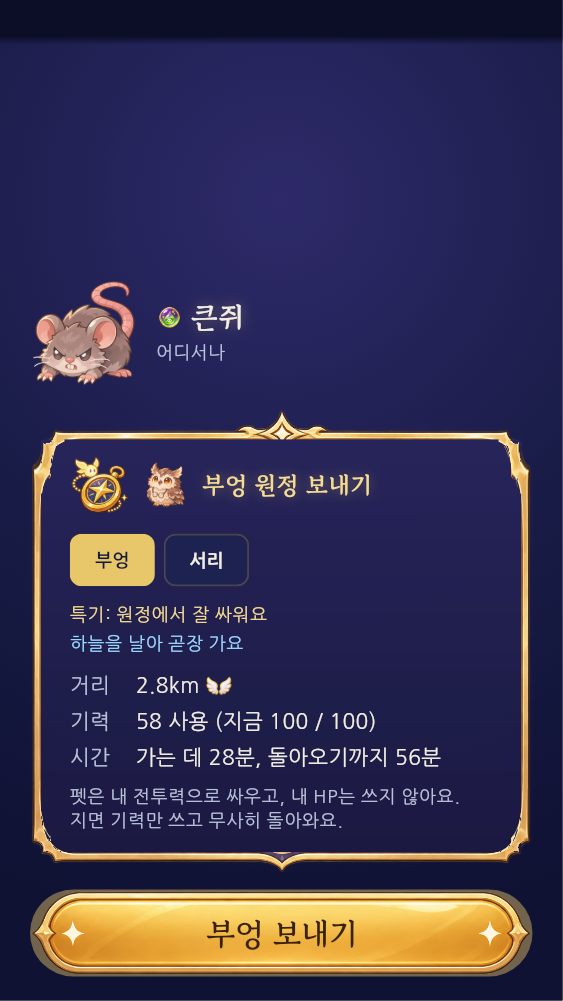 큰쥐
어디서나
부엉 원정 보내기
부엉 서리
특기: 원정에서 잘 싸워요
하늘을 날아 곧장 가요
거리 2.8km
기력 58 사용 (지금 100 / 100)
시간 가는 데 28분, 돌아오기까지 56분
펫은 내 전투력으로 싸우고, 내 HP는 쓰지 않아요.
지면 기력만 쓰고 무사히 돌아와요.
부엉 보내기